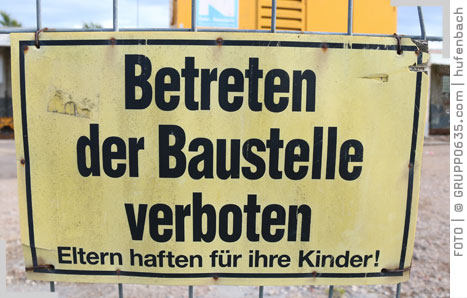 Betreten
der Baustelle
verboten
Eltern haften für ihre Kinder!
FOTO | © GRUPPO635.com | hufenbach